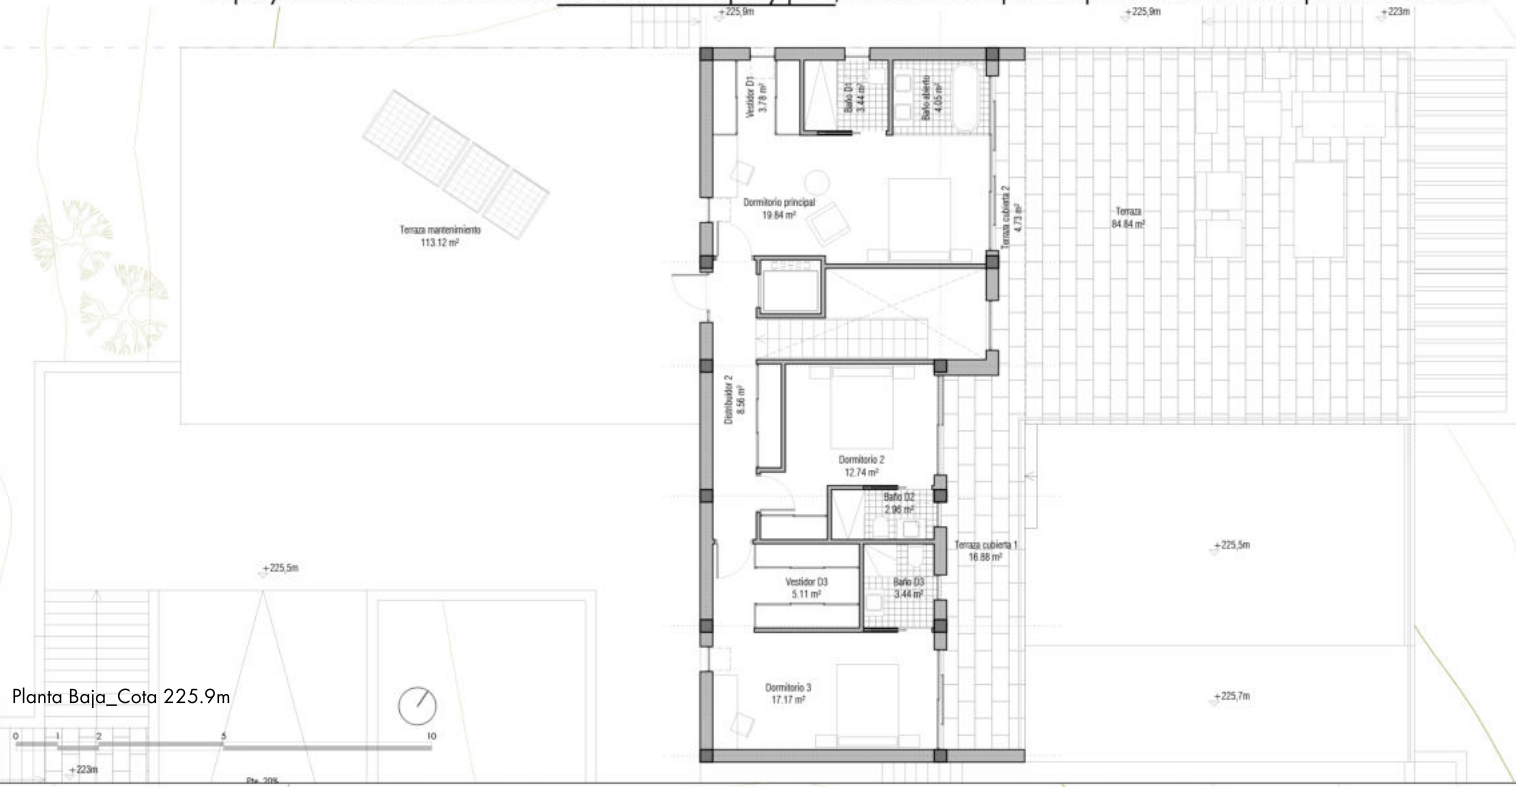 +225,9m
+225,9m
+223m
Vestidor D1
3.78 m²
Baño D1
3.44 m²
Baño abierto
4.05 m²
Dormitorio principal
19.84 m²
Terraza cubierta 2
4.73 m²
Terraza
84.84 m²
Terraza mantenimiento
113.12 m²
Distribuidor 2
8.56 m²
Dormitorio 2
12.74 m²
Baño D2
2.96 m²
Terraza cubierta 1
16.88 m²
+225,5m
+225,5m
Vestidor D3
5.11 m²
Baño D3
3.44 m²
Dormitorio 3
17.17 m²
+225,7m
Planta Baja_Cota 225.9m
0 1 2 5 10
+223m
Pte. 20%